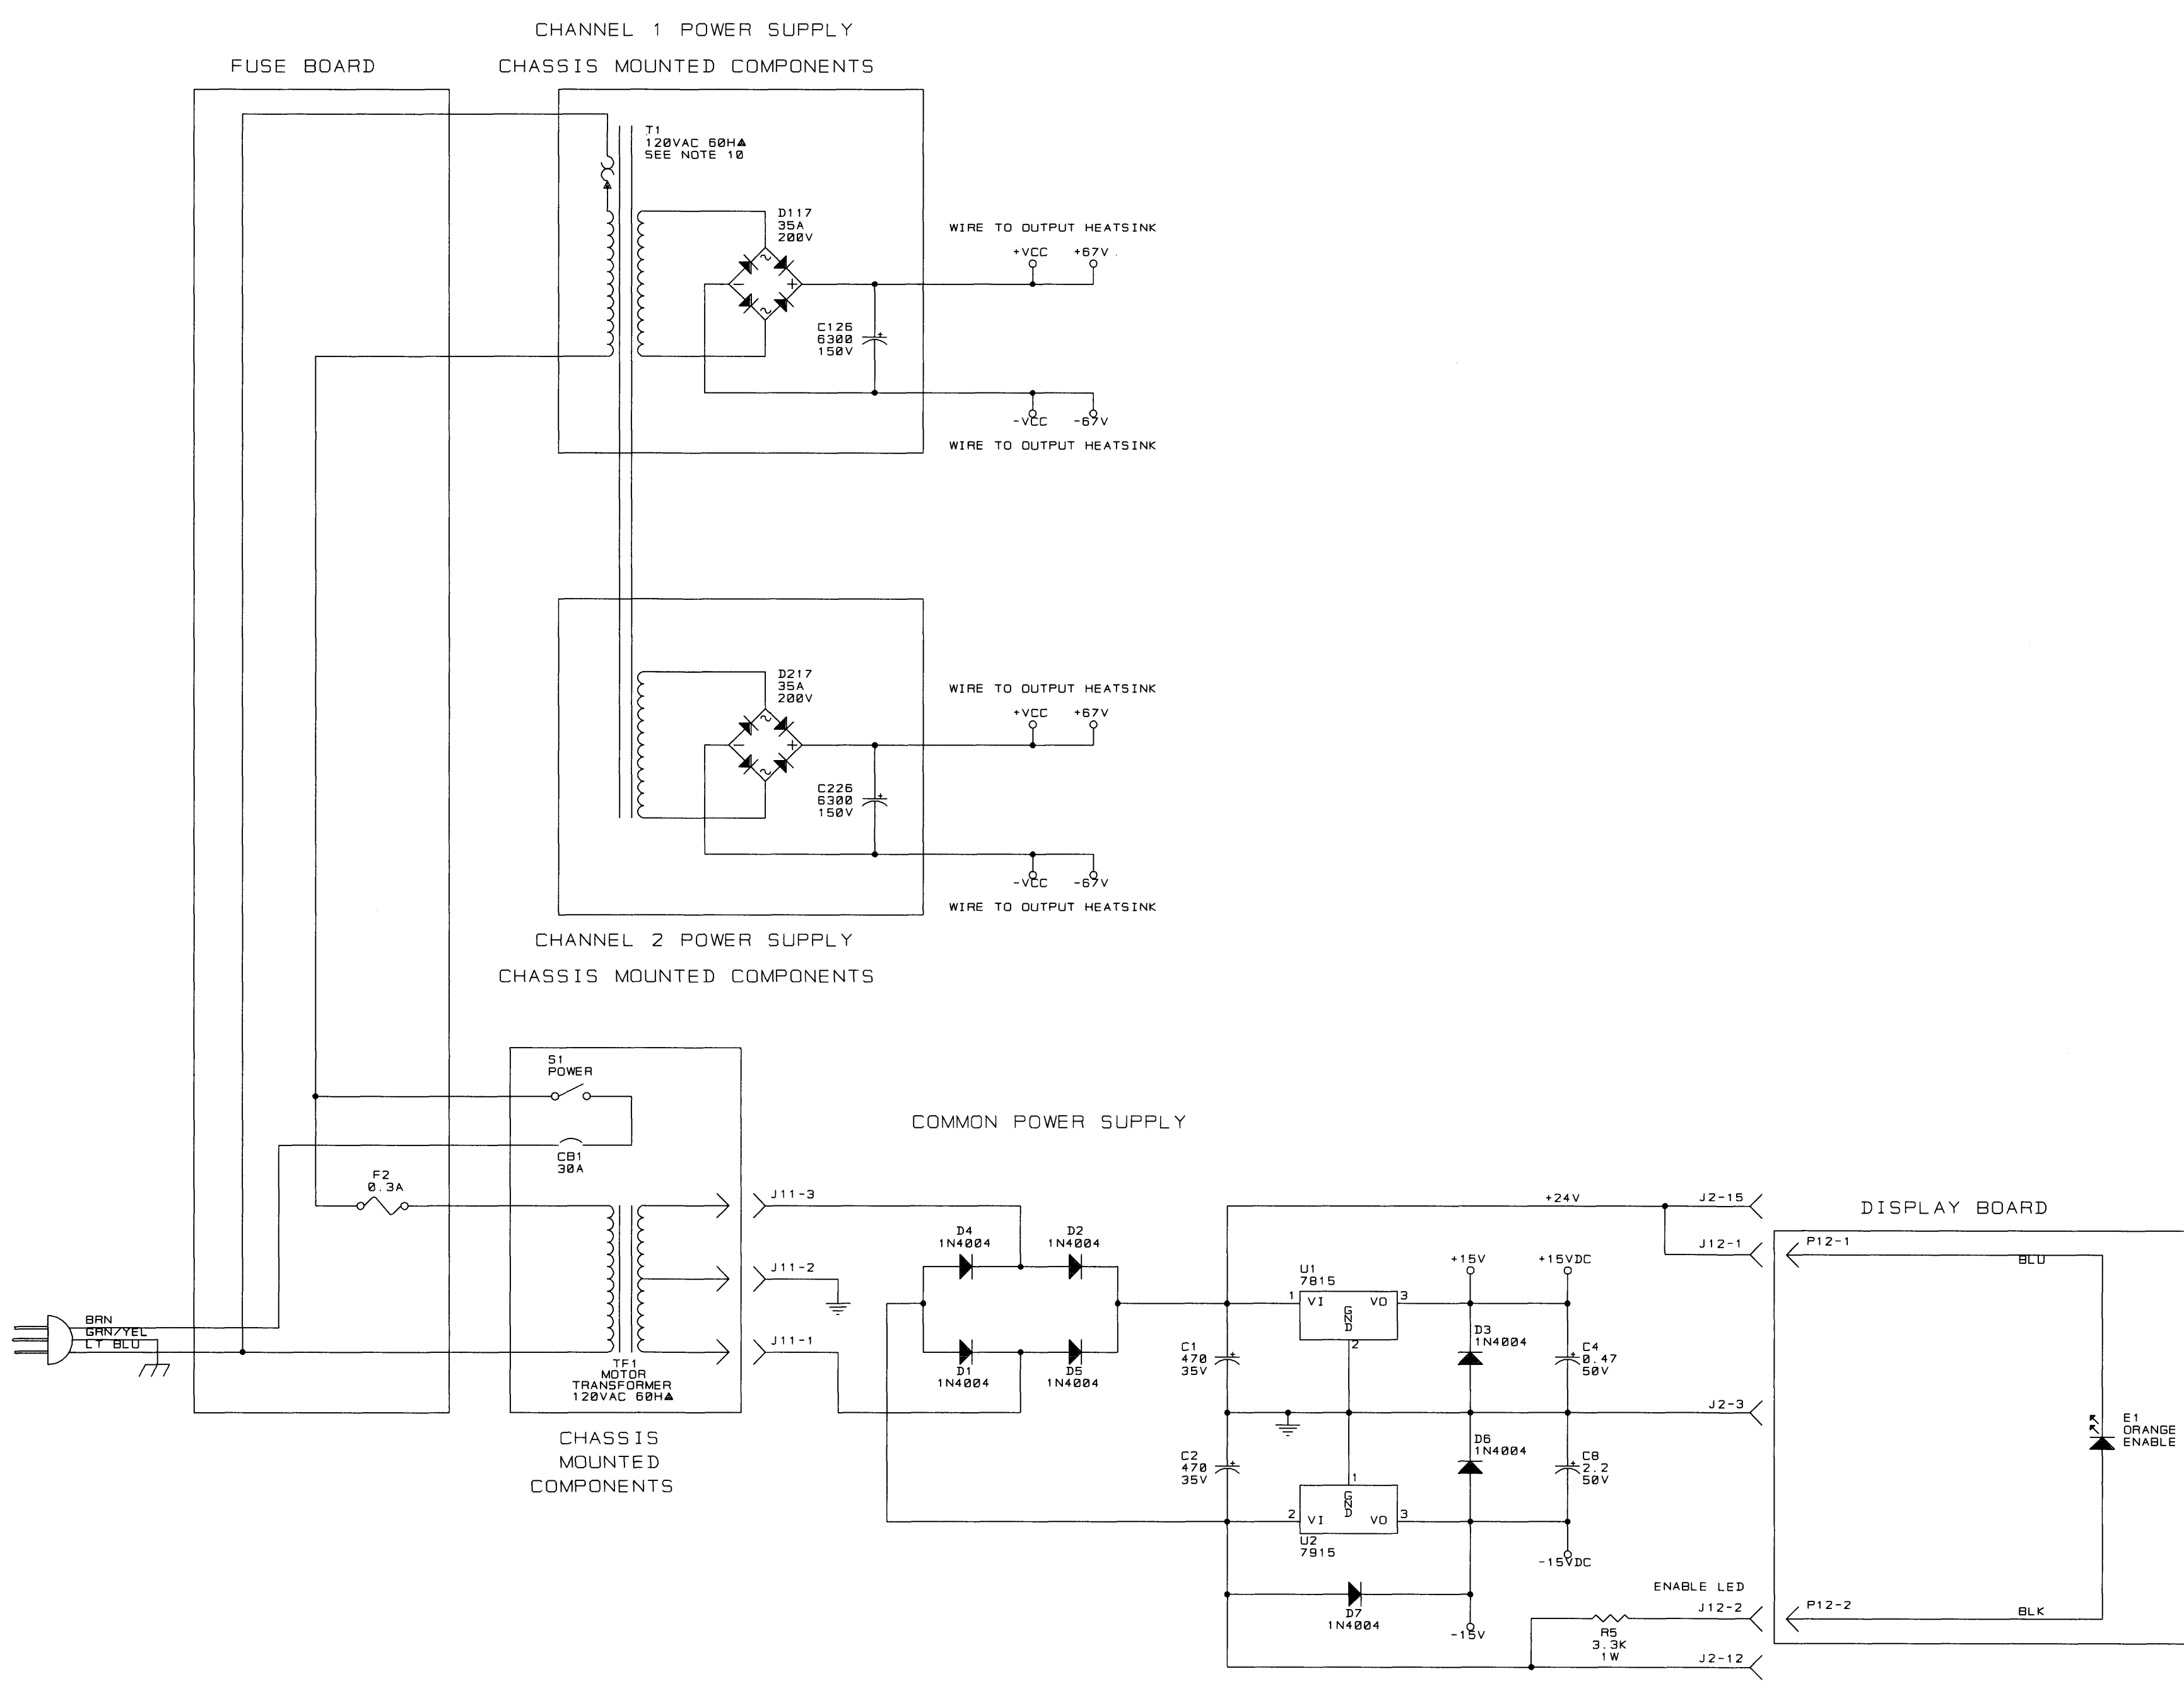 CHANNEL 1 POWER SUPPLY
FUSE BOARD
CHASSIS MOUNTED COMPONENTS
T1
120VAC 60H
SEE NOTE 10
D117
35A
200V
WIRE TO OUTPUT HEATSINK
+VCC
+67V
C126
6300
150V
-VCC
-67V
WIRE TO OUTPUT HEATSINK
D217
35A
200V
WIRE TO OUTPUT HEATSINK
+VCC
+67V
C226
6300
150V
-VCC
-67V
WIRE TO OUTPUT HEATSINK
CHANNEL 2 POWER SUPPLY
CHASSIS MOUNTED COMPONENTS
S1
POWER
CB1
30A
F2
0.3A
COMMON POWER SUPPLY
J11-3
J11-2
J11-1
BRN
GRN/YEL
LT BLU
TF1
MOTOR
TRANSFORMER
120VAC 60H
CHASSIS
MOUNTED
COMPONENTS
D4
1N4004
D2
1N4004
D1
1N4004
D5
1N4004
+24V
J2-15
J12-1
DISPLAY BOARD
P12-1
BLU
U1
7815
1
VI
VO
3
GND
2
+15V
+15VDC
D3
1N4004
C1
470
35V
C4
0.47
50V
J2-3
D6
1N4004
C2
470
35V
C8
2.2
50V
1
GND
2
VI
VO
3
U2
7915
-15VDC
D7
1N4004
-15V
E1
ORANGE
ENABLE
ENABLE LED
J12-2
P12-2
BLK
R5
3.3K
1W
J2-12